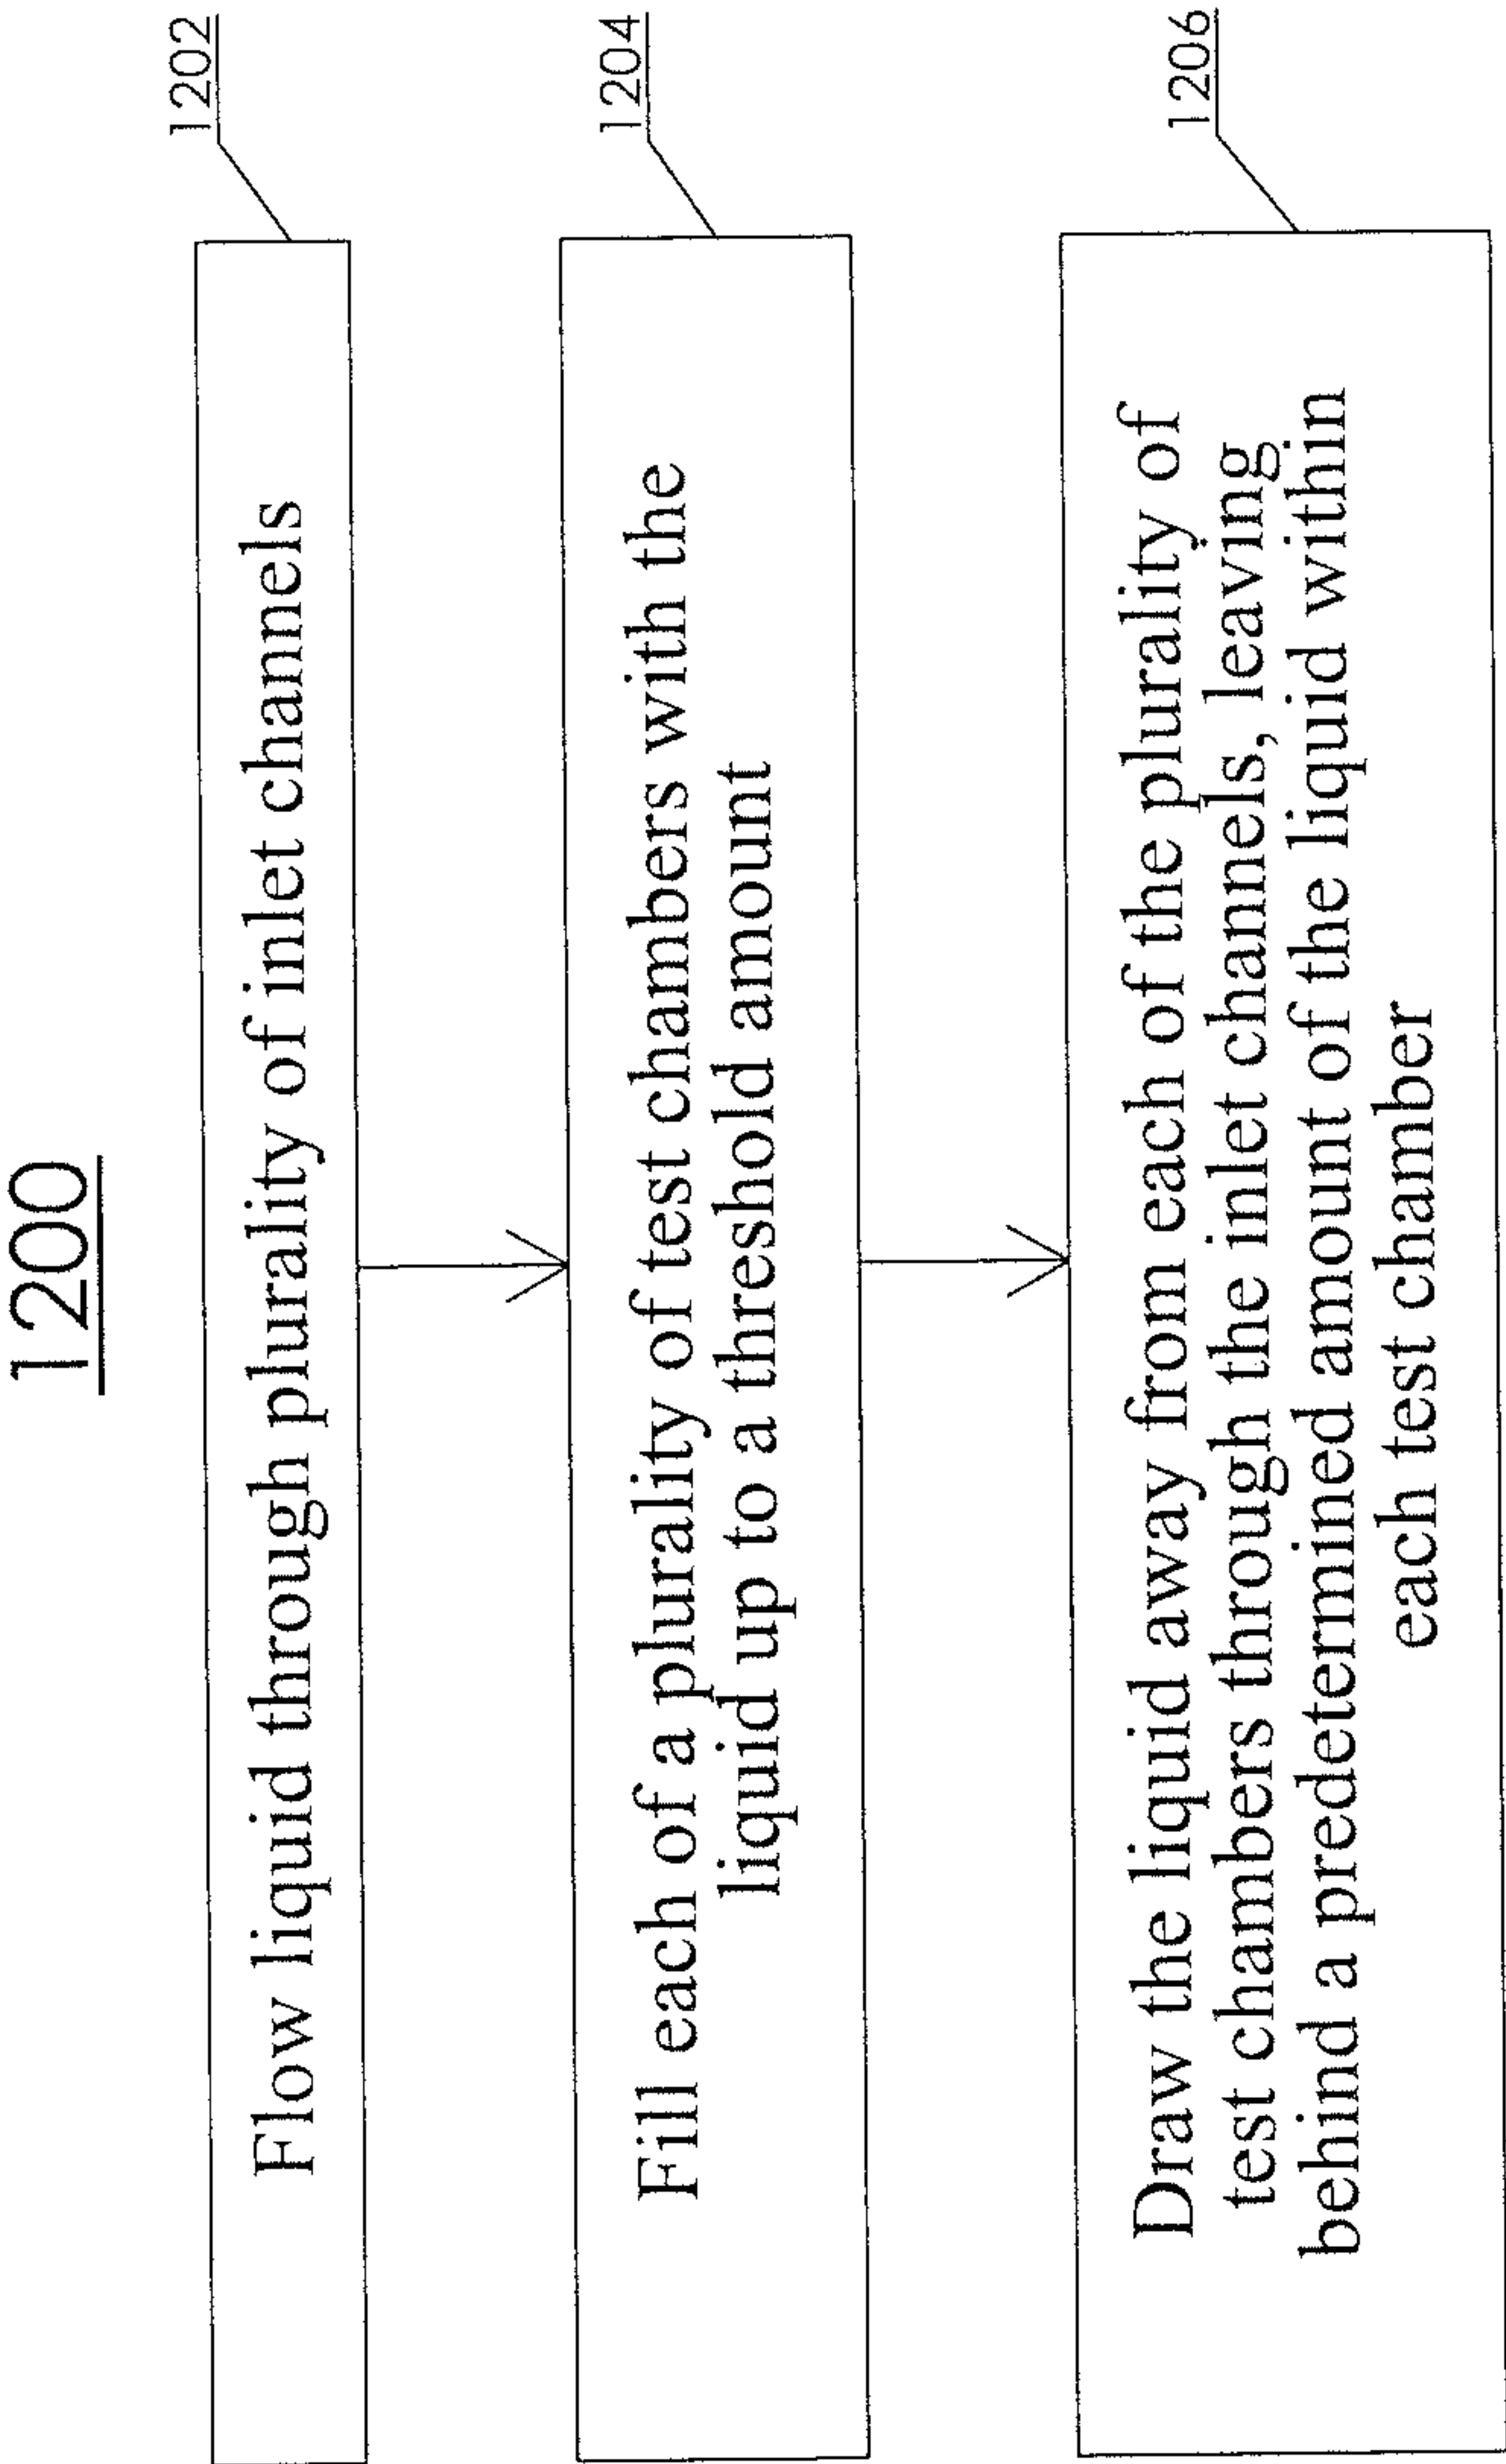 1200
Flow liquid through plurality of inlet channels
1202
Fill each of a plurality of test chambers with the
liquid up to a threshold amount
1204
Draw the liquid away from each of the plurality of
test chambers through the inlet channels, leaving
behind a predetermined amount of the liquid within
each test chamber
1206